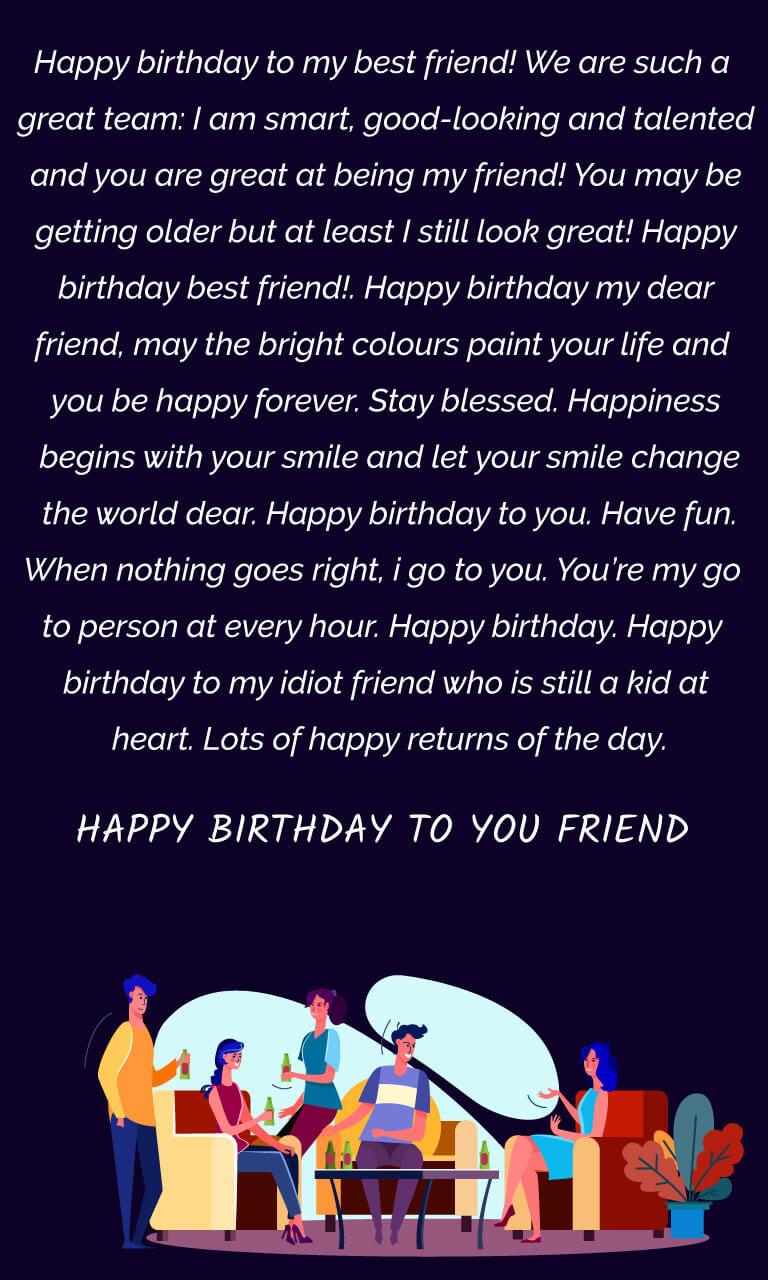 Happy birthday to my best friend! We are such a
great team: I am smart, good-looking and talented
and you are great at being my friend! You may be
getting older but at least I still look great! Happy
birthday best friend!. Happy birthday my dear
friend, may the bright colours paint your life and
you be happy forever. Stay blessed. Happiness
begins with your smile and let your smile change
the world dear. Happy birthday to you. Have fun.
When nothing goes right, i go to you. You’re my go
to person at every hour. Happy birthday. Happy
birthday to my idiot friend who is still a kid at
heart. Lots of happy returns of the day.
HAPPY BIRTHDAY TO YOU FRIEND